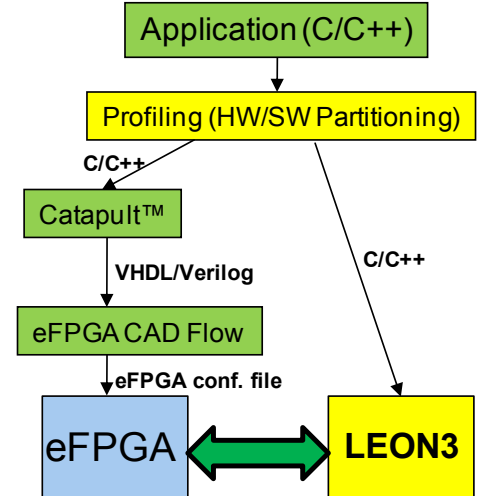 Application (C/C++)
Profiling (HW/SW Partitioning)
C/C++
Catapult™
C/C++
VHDL/Verilog
eFPGA CAD Flow
eFPGA conf. file
eFPGA
LEON3